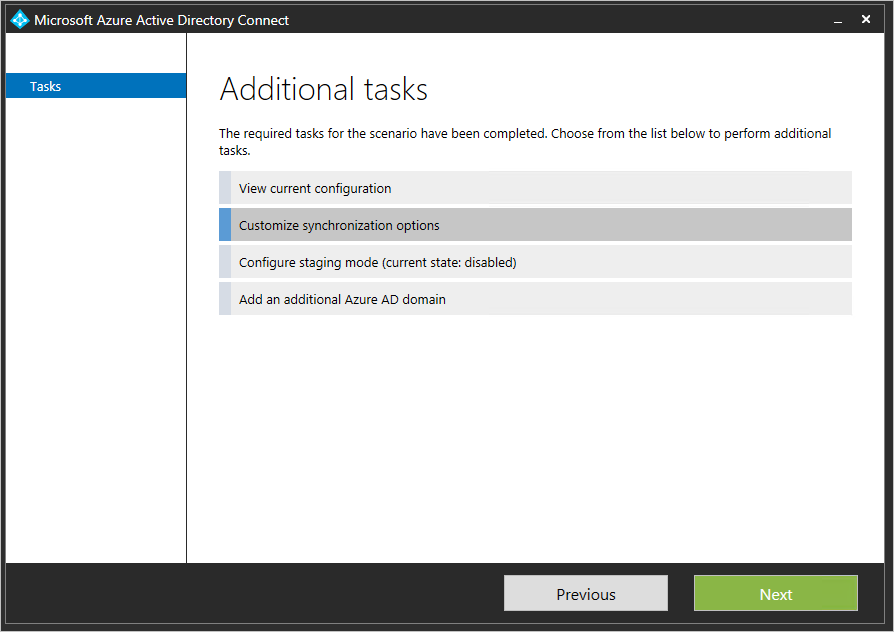 Microsoft Azure Active Directory Connect
Tasks
Additional tasks
The required tasks for the scenario have been completed. Choose from the list below to perform additional
tasks.
View current configuration
Customize synchronization options
Configure staging mode (current state: disabled)
Add an additional Azure AD domain
Previous
Next